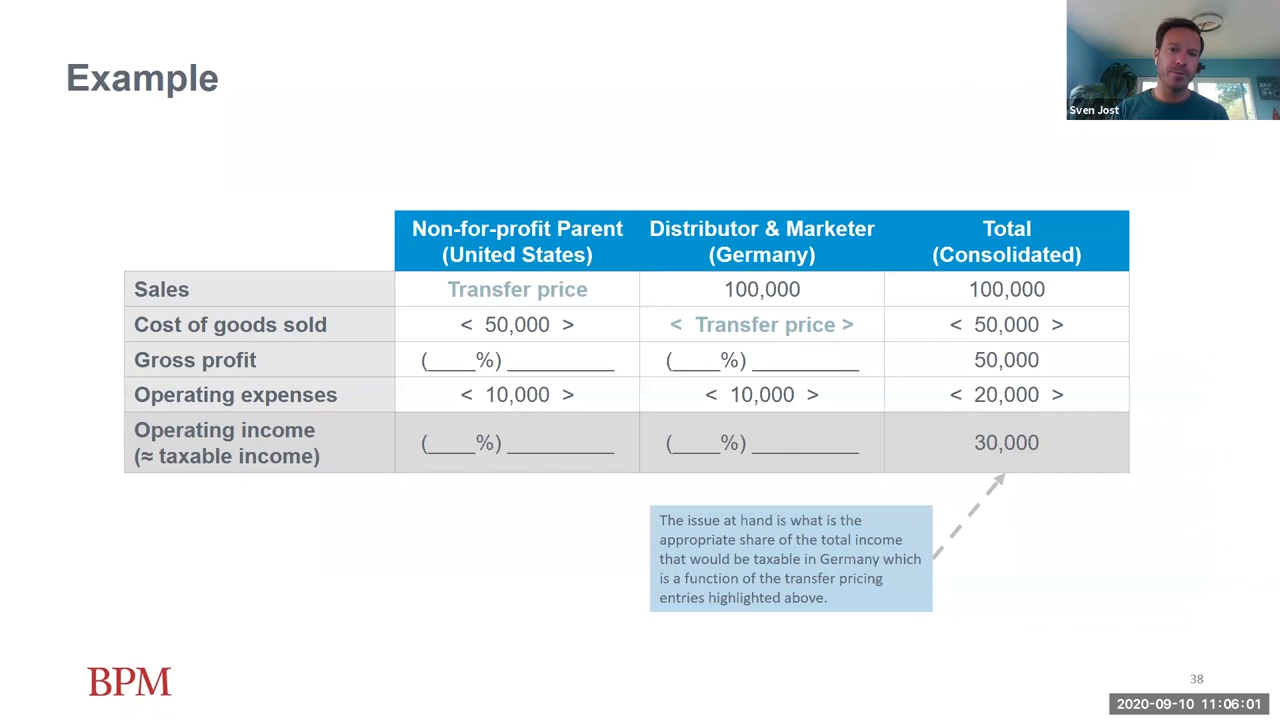 Example
Sven Jost
Non-for-profit Parent
(United States)
Distributor & Marketer
(Germany)
Total
(Consolidated)
Sales
Transfer price
100,000
100,000
Cost of goods sold
< 50,000 >
< Transfer price >
< 50,000 >
Gross profit
(____%) _________
(____%) _________
50,000
Operating expenses
< 10,000 >
< 10,000 >
< 20,000 >
Operating income
(≈ taxable income)
(____%) _________
(____%) _________
30,000
The issue at hand is what is the
appropriate share of the total income
that would be taxable in Germany which
is a function of the transfer pricing
entries highlighted above.
BPM
38
2020-09-10 11:06:01